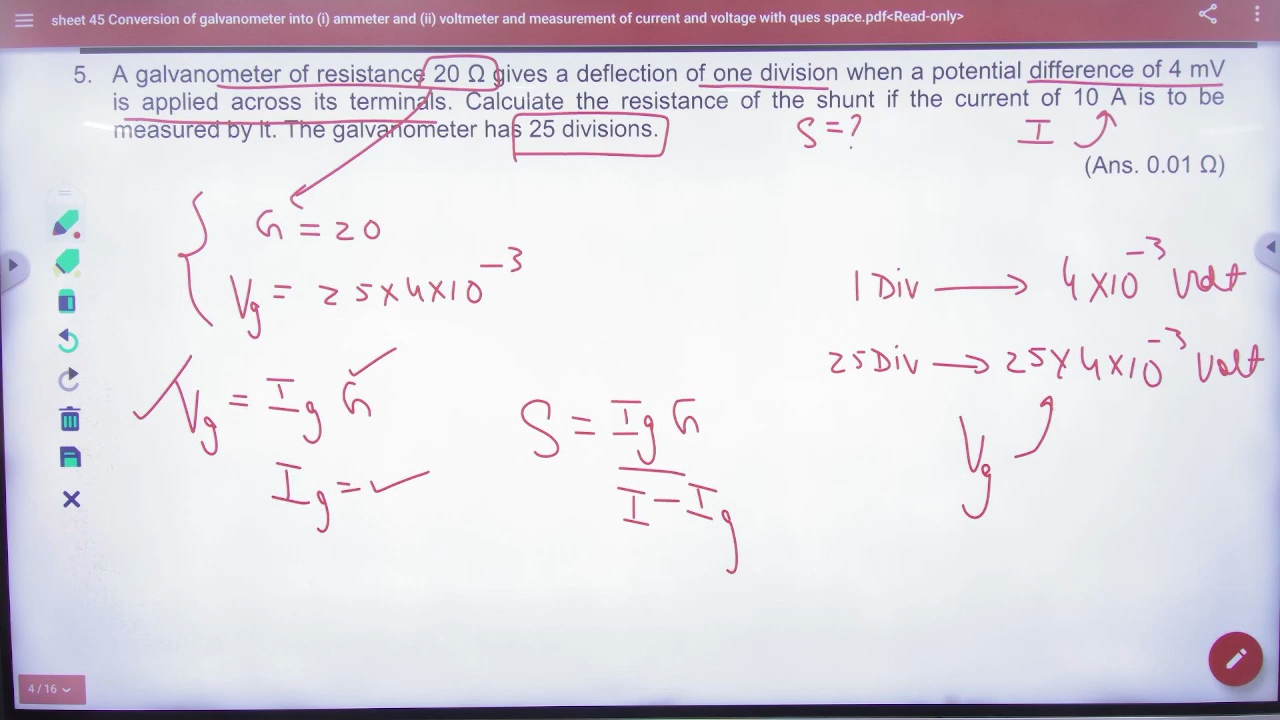 sheet 45 Conversion of galvanometer into (i) ammeter and (ii) voltmeter and measurement of current and voltage with ques space.pdf<Read-only>
5. A galvanometer of resistance 20 Ω gives a deflection of one division when a potential difference of 4 mV
is applied across its terminals. Calculate the resistance of the shunt if the current of 10 A is to be
measured by it. The galvanometer has 25 divisions.
S = ? I
(Ans. 0.01 Ω)
G = 20
Vg = 25 × 4 × 10⁻³
1 Div → 4 × 10⁻³ Volt
25 Div → 25 × 4 × 10⁻³ Volt
Vg = Ig G
S = Ig G / I − Ig
Vg
Ig =
4 / 16